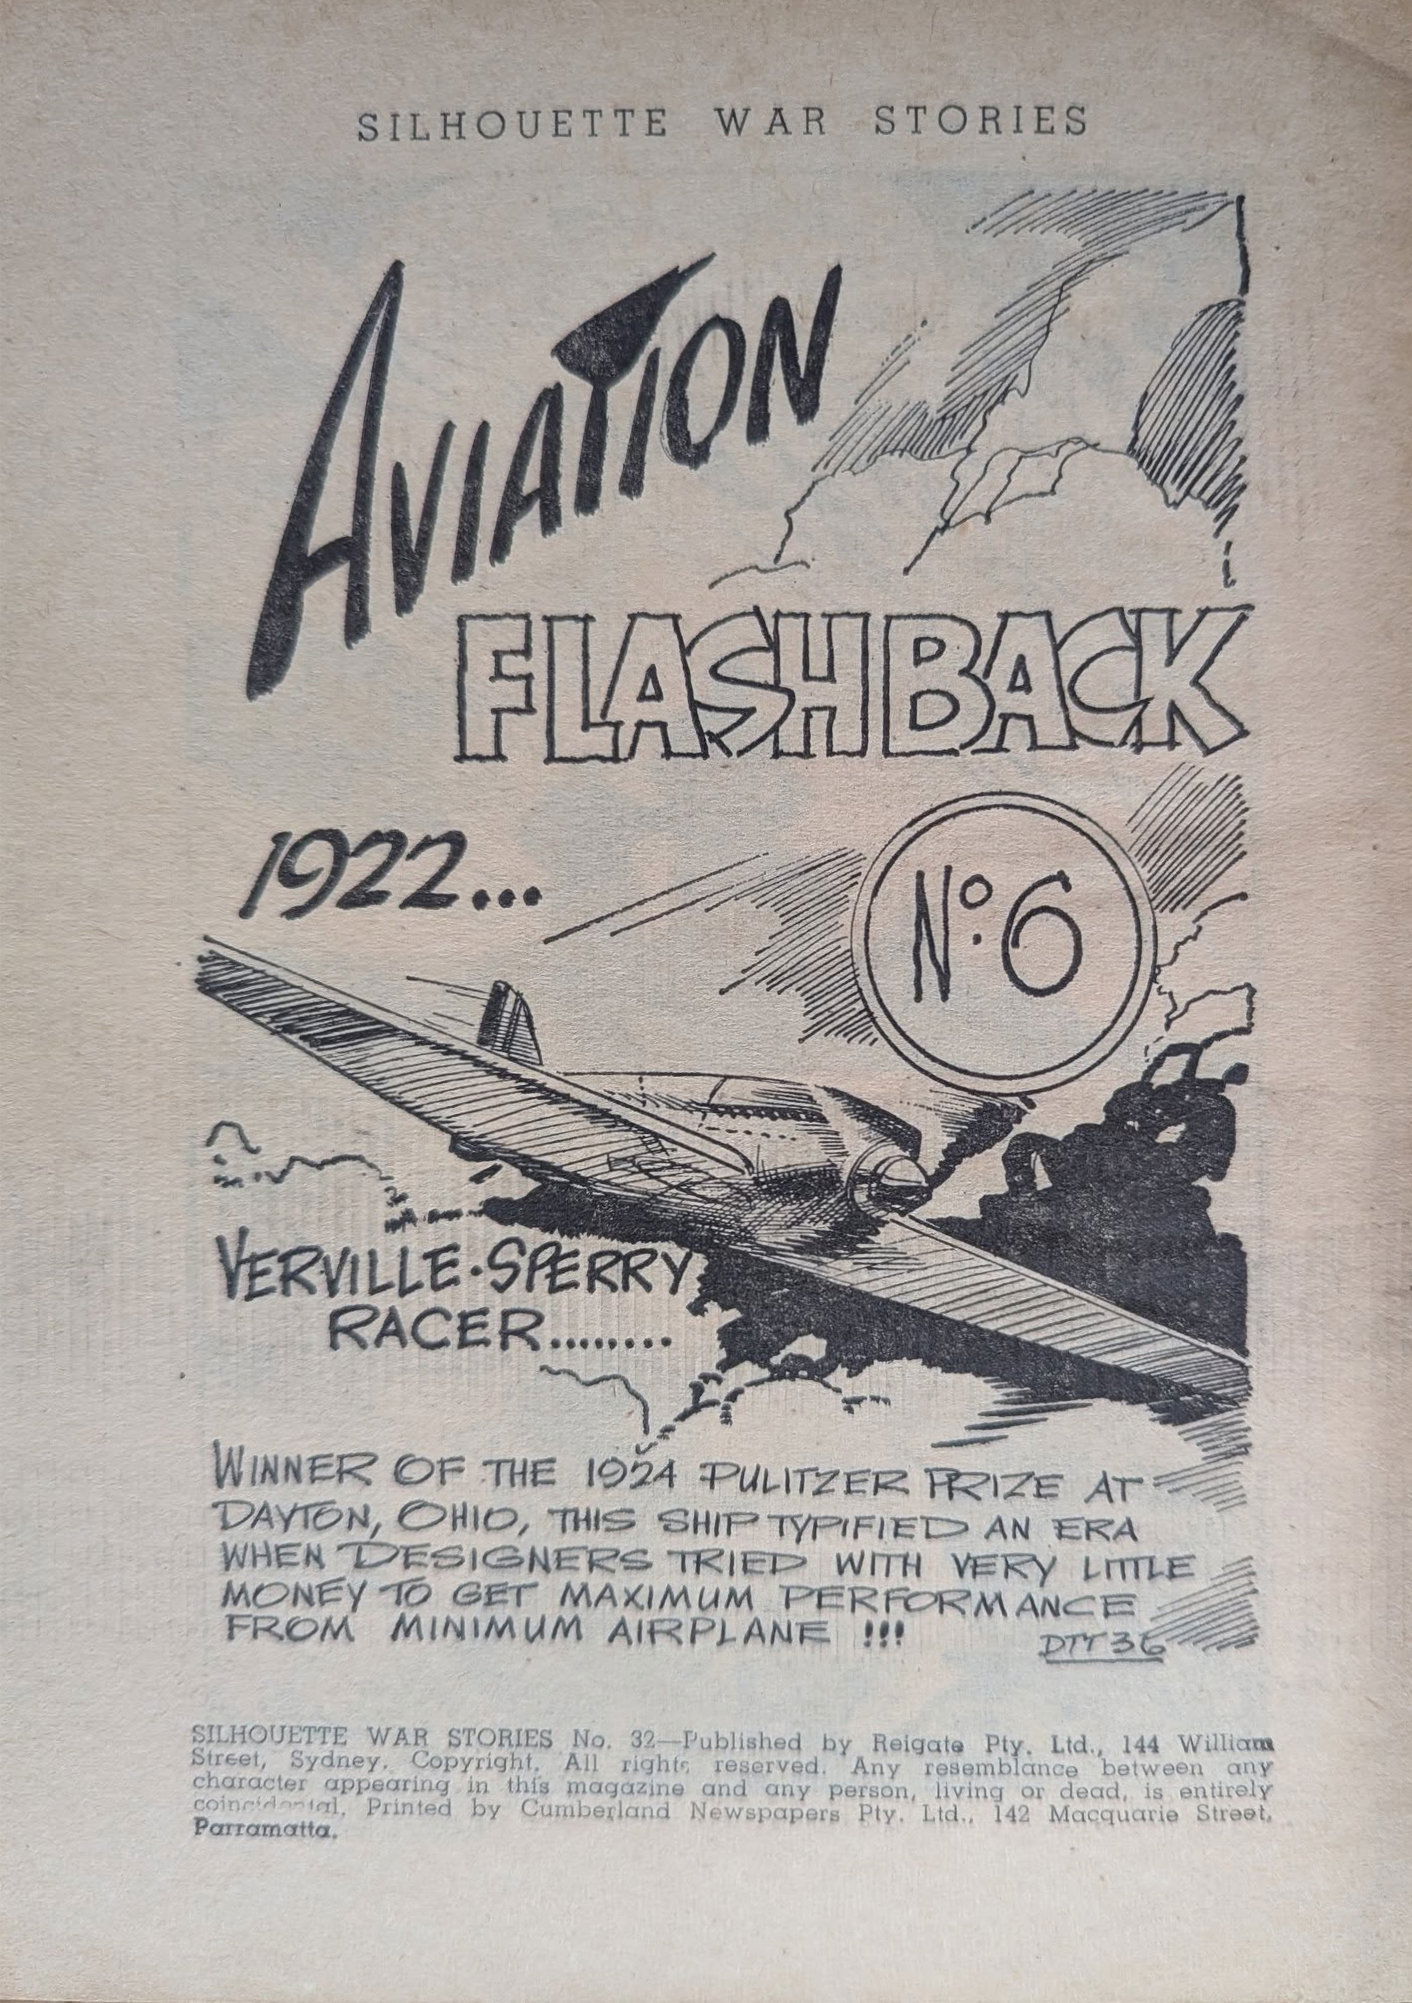 SILHOUETTE WAR STORIES
AVIATION
FLASHBACK
1922...
No. 6
VERVILLE·SPERRY
RACER........
WINNER OF THE 1924 PULITZER PRIZE AT
DAYTON, OHIO, THIS SHIP TYPIFIED AN ERA
WHEN DESIGNERS TRIED WITH VERY LITTLE
MONEY TO GET MAXIMUM PERFORMANCE
FROM MINIMUM AIRPLANE !!!
DTT 36
SILHOUETTE WAR STORIES No. 32—Published by Reigate Pty. Ltd., 144 William
Street, Sydney. Copyright. All rights reserved. Any resemblance between any
character appearing in this magazine and any person, living or dead, is entirely
coincidental. Printed by Cumberland Newspapers Pty. Ltd., 142 Macquarie Street,
Parramatta.